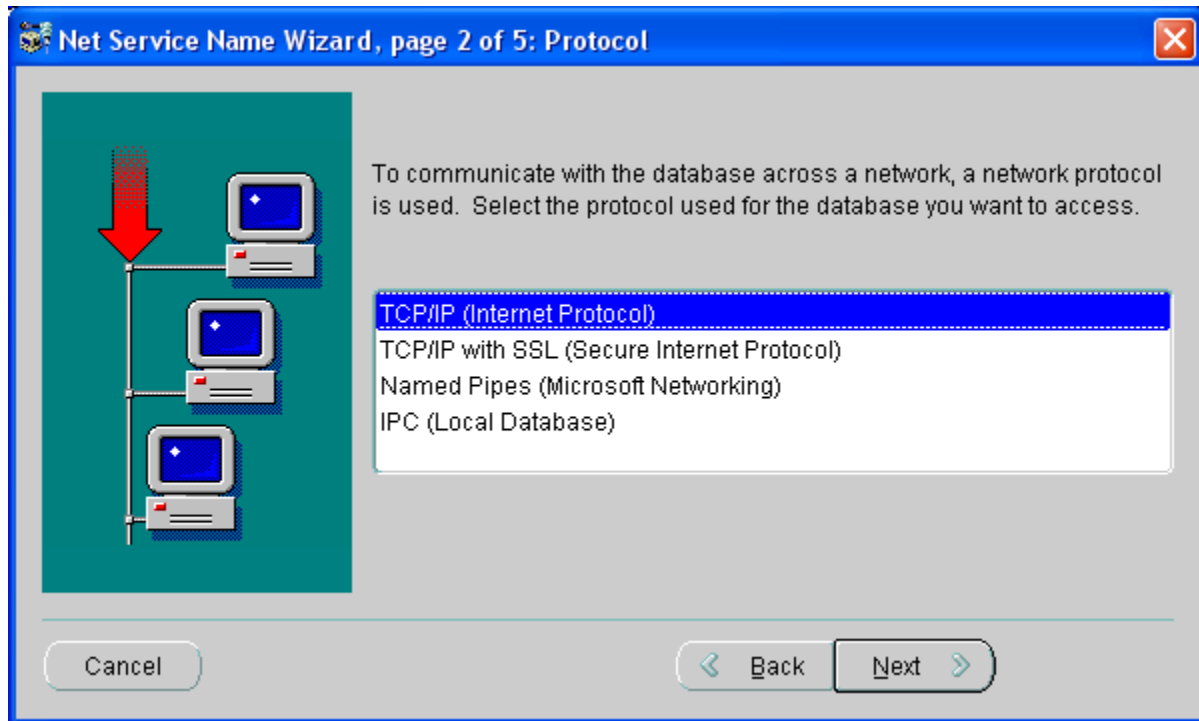 Net Service Name Wizard, page 2 of 5: Protocol
To communicate with the database across a network, a network protocol
is used. Select the protocol used for the database you want to access.
TCP/IP (Internet Protocol)
TCP/IP with SSL (Secure Internet Protocol)
Named Pipes (Microsoft Networking)
IPC (Local Database)
Cancel
Back
Next